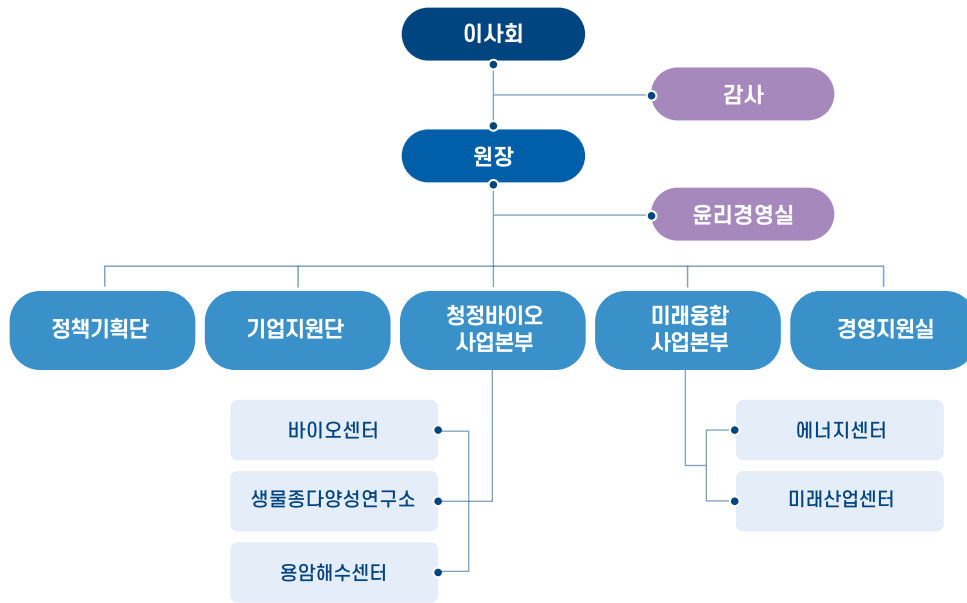 이사회
감사
원장
윤리경영실
정책기획단
기업지원단
청정바이오
사업본부
미래융합
사업본부
경영지원실
바이오센터
생물종다양성연구소
용암해수센터
에너지센터
미래산업센터